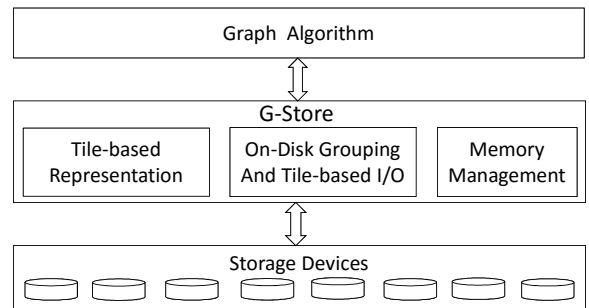 Graph Algorithm
G-Store
Tile-based
Representation
On-Disk Grouping
And Tile-based I/O
Memory
Management
Storage Devices